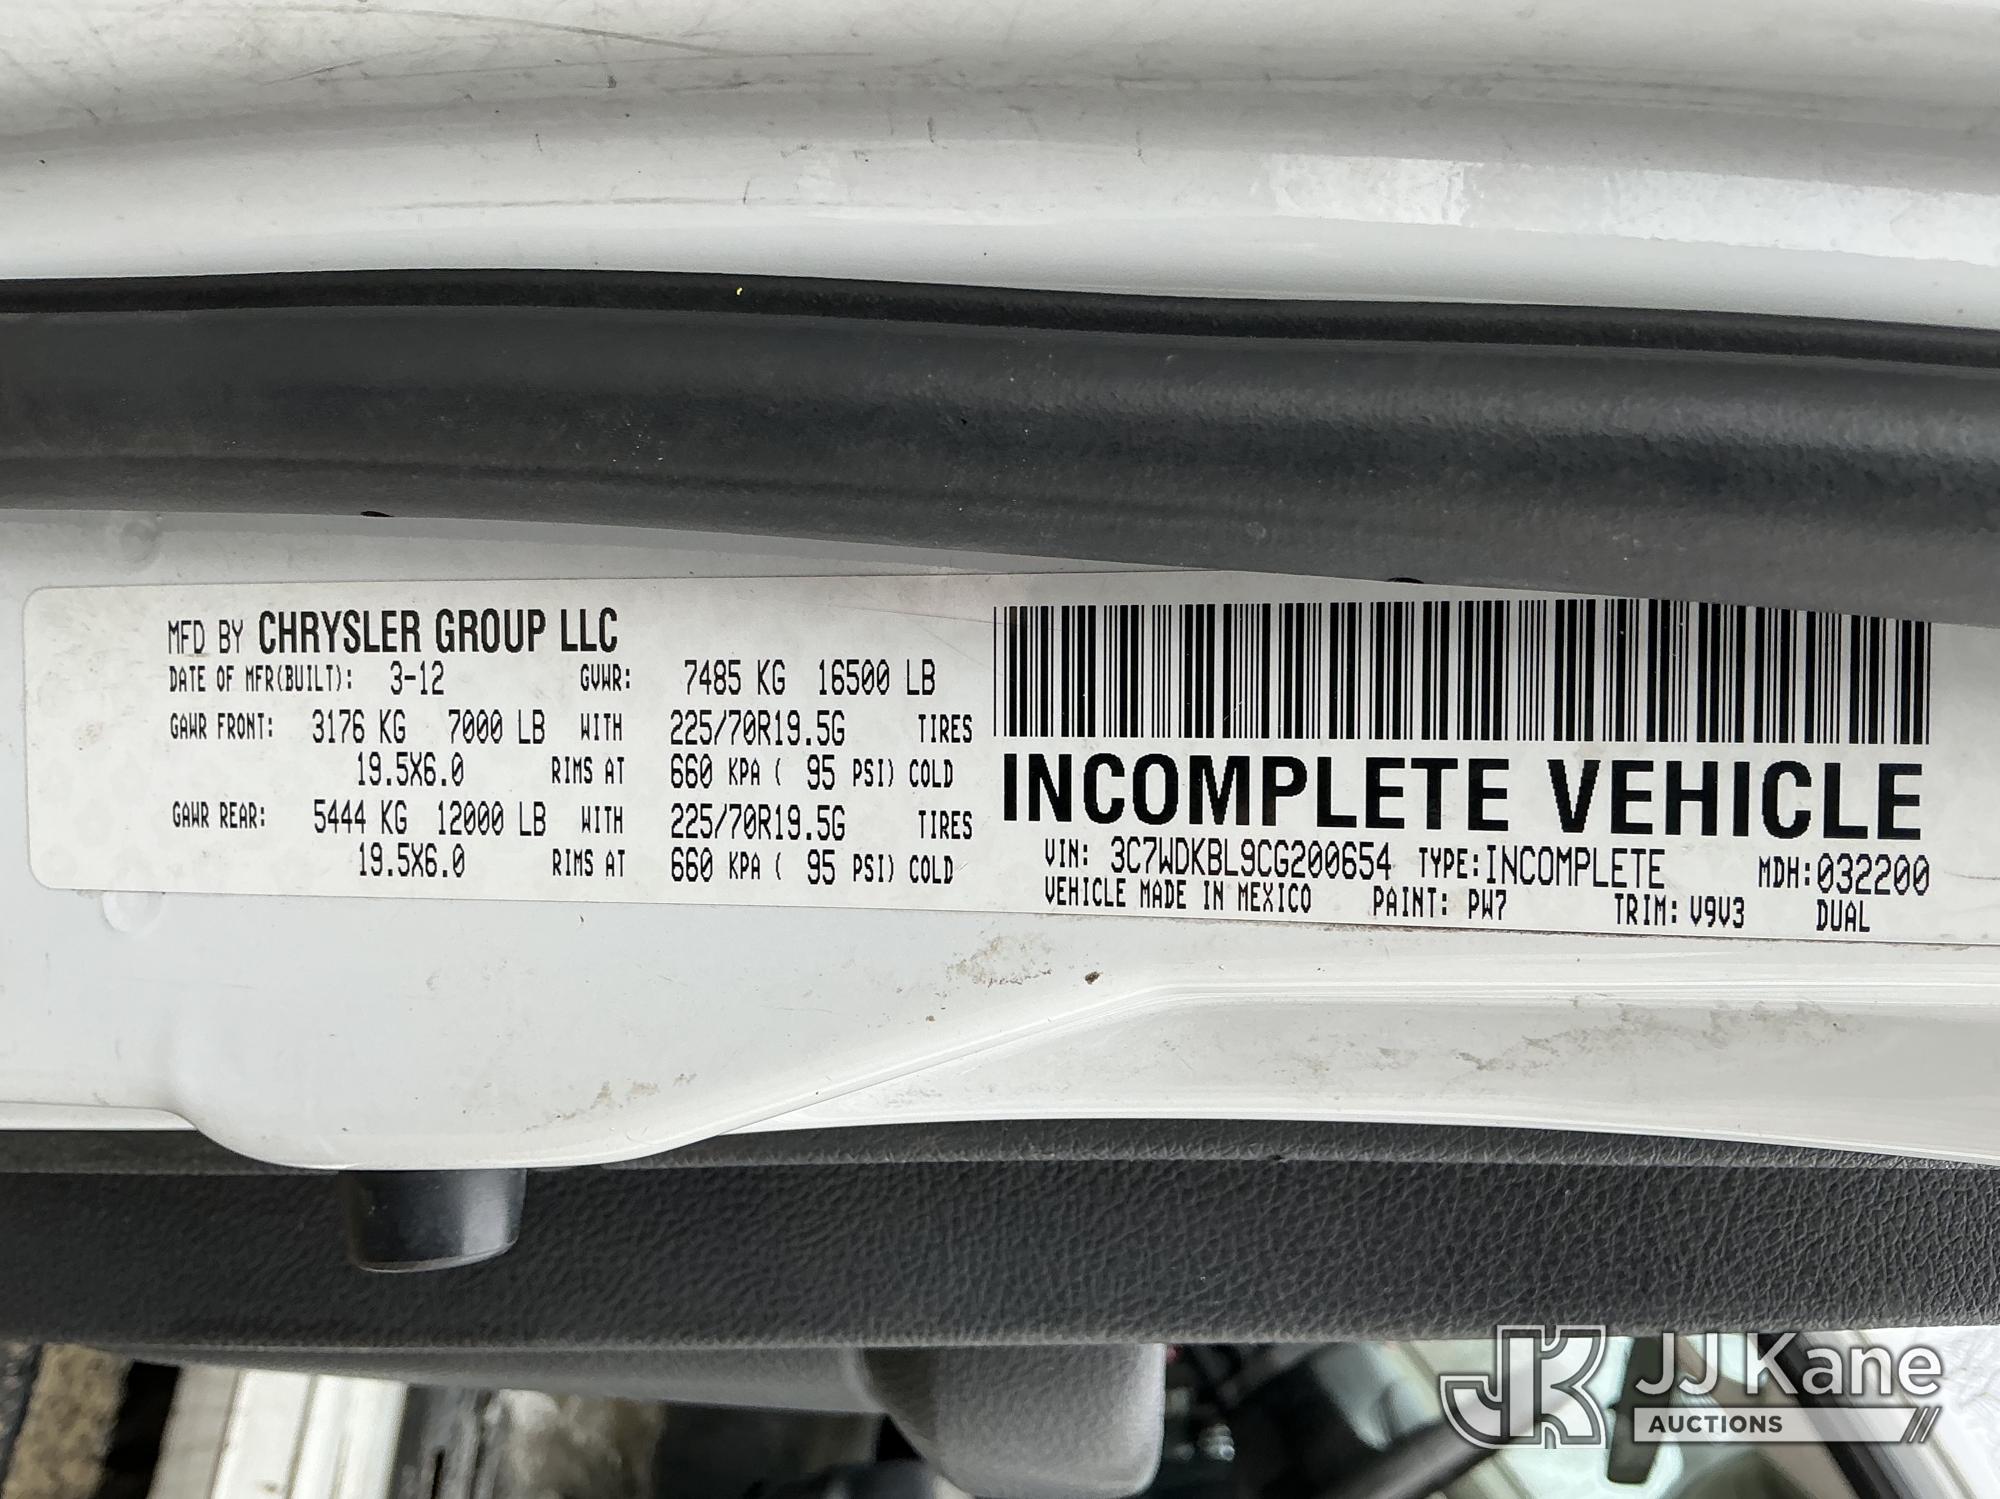 MFD BY CHRYSLER GROUP LLC
DATE OF MFR(BUILT): 3-12 GVWR: 7485 KG 16500 LB
GAWR FRONT: 3176 KG 7000 LB WITH 225/70R19.5G TIRES
19.5X6.0 RIMS AT 660 KPA ( 95 PSI) COLD
GAWR REAR: 5444 KG 12000 LB WITH 225/70R19.5G TIRES
19.5X6.0 RIMS AT 660 KPA ( 95 PSI) COLD
INCOMPLETE VEHICLE
VIN: 3C7WDKBL9CG200654 TYPE:INCOMPLETE MDH:032200
VEHICLE MADE IN MEXICO PAINT: PW7 TRIM: V9V3 DUAL
JK JJ Kane
AUCTIONS